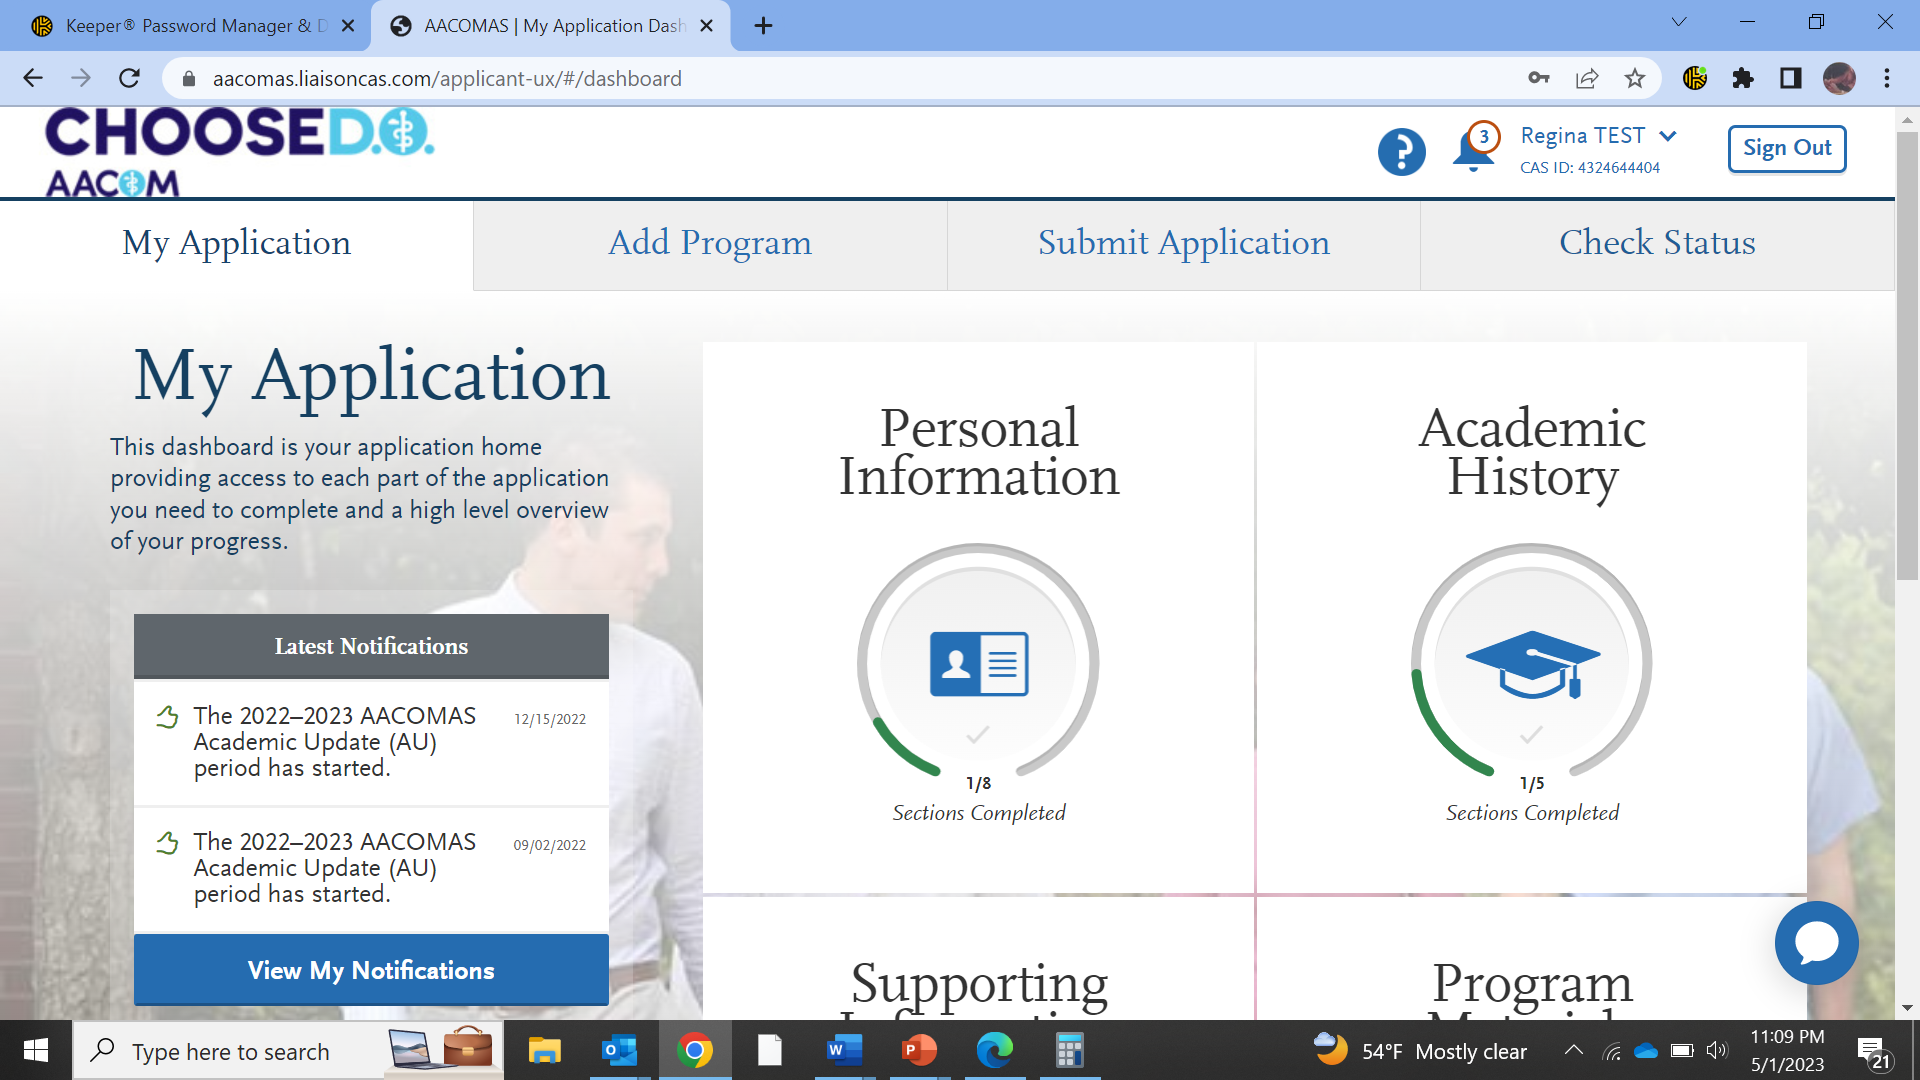 Keeper® Password Manager & D
AACOMAS | My Application Dash
aacomas.liaisoncas.com/applicant-ux/#/dashboard
CHOOSED.O.
AACOM
?
3
Regina TEST
CAS ID: 4324644404
Sign Out
My Application
Add Program
Submit Application
Check Status
My Application
This dashboard is your application home
providing access to each part of the application
you need to complete and a high level overview
of your progress.
Latest Notifications
The 2022–2023 AACOMAS 12/15/2022
Academic Update (AU)
period has started.
The 2022–2023 AACOMAS 09/02/2022
Academic Update (AU)
period has started.
View My Notifications
Personal
Information
1/8
Sections Completed
Academic
History
1/5
Sections Completed
Supporting
Program
Type here to search
54°F Mostly clear
11:09 PM
5/1/2023
21